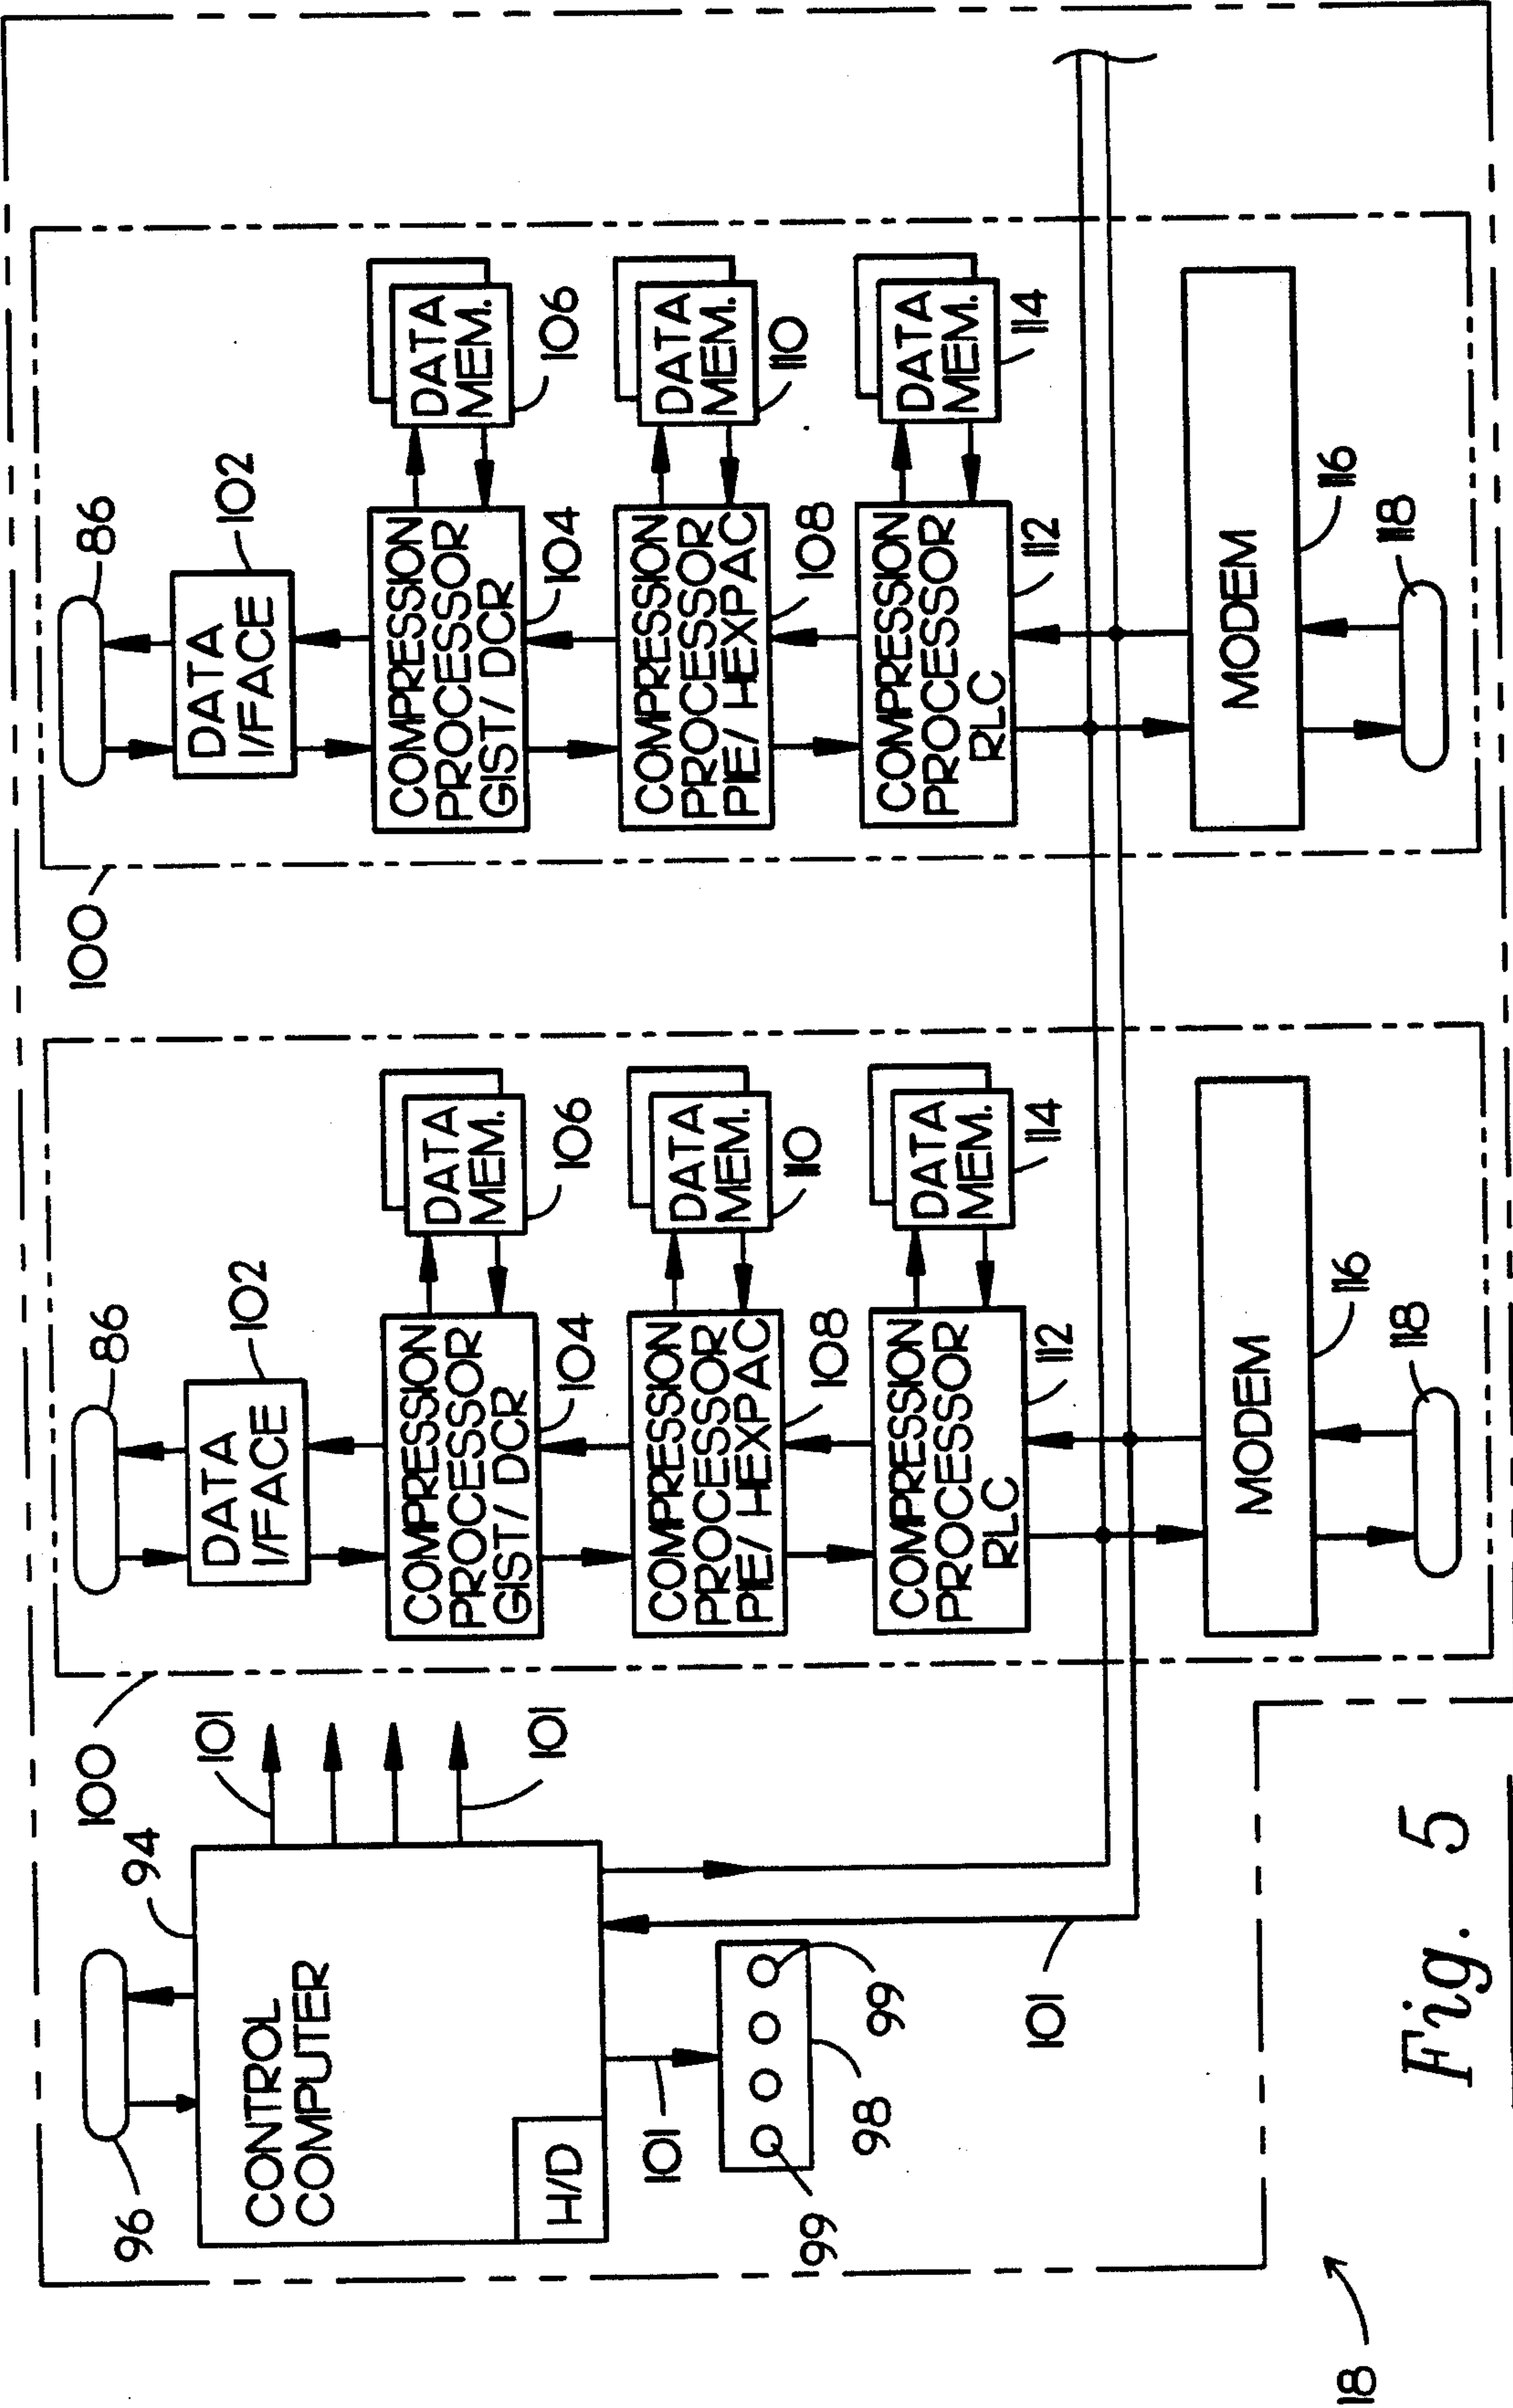 96
94
CONTROL
COMPUTER
H/D
101
101
101
99
98
99
101
100
86
102
DATA
I/FACE
COMPRESSION
PROCESSOR
GIST/ DCR
104
DATA
MEM.
106
COMPRESSION
PROCESSOR
PIE/ HEXPAC
108
DATA
MEM.
110
COMPRESSION
PROCESSOR
RLC
112
DATA
MEM.
114
MODEM
116
118
100
86
102
DATA
I/FACE
COMPRESSION
PROCESSOR
GIST/ DCR
104
DATA
MEM.
106
COMPRESSION
PROCESSOR
PIE/ HEXPAC
108
DATA
MEM.
110
COMPRESSION
PROCESSOR
RLC
112
DATA
MEM.
114
MODEM
116
118
18
Fig. 5